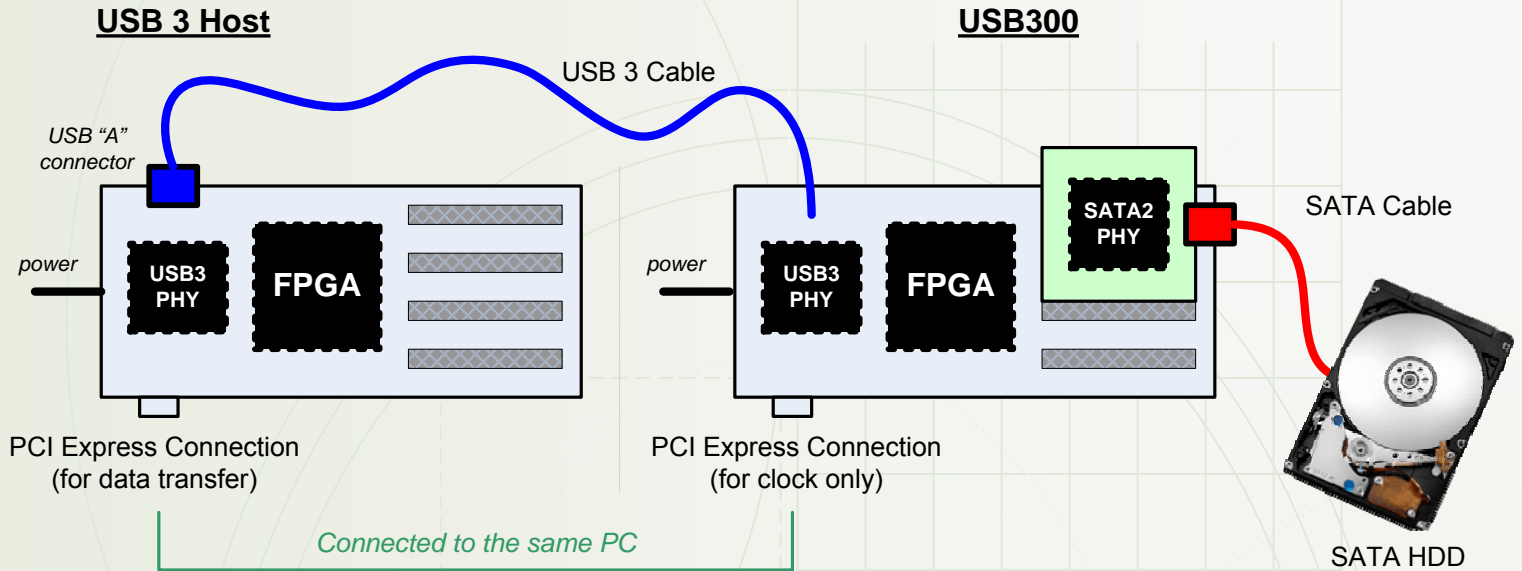 USB 3 Host
USB300
USB 3 Cable
USB “A”
connector
SATA2
PHY
SATA Cable
power
USB3
PHY
FPGA
power
USB3
PHY
FPGA
PCI Express Connection
(for data transfer)
PCI Express Connection
(for clock only)
Connected to the same PC
SATA HDD